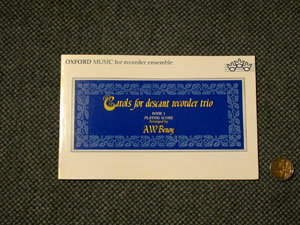 OXFORD MUSIC for recorder ensemble
Carols for descant recorder trio
BOOK 1
PLAYING SCORE
Arranged by
A.W. Benoy